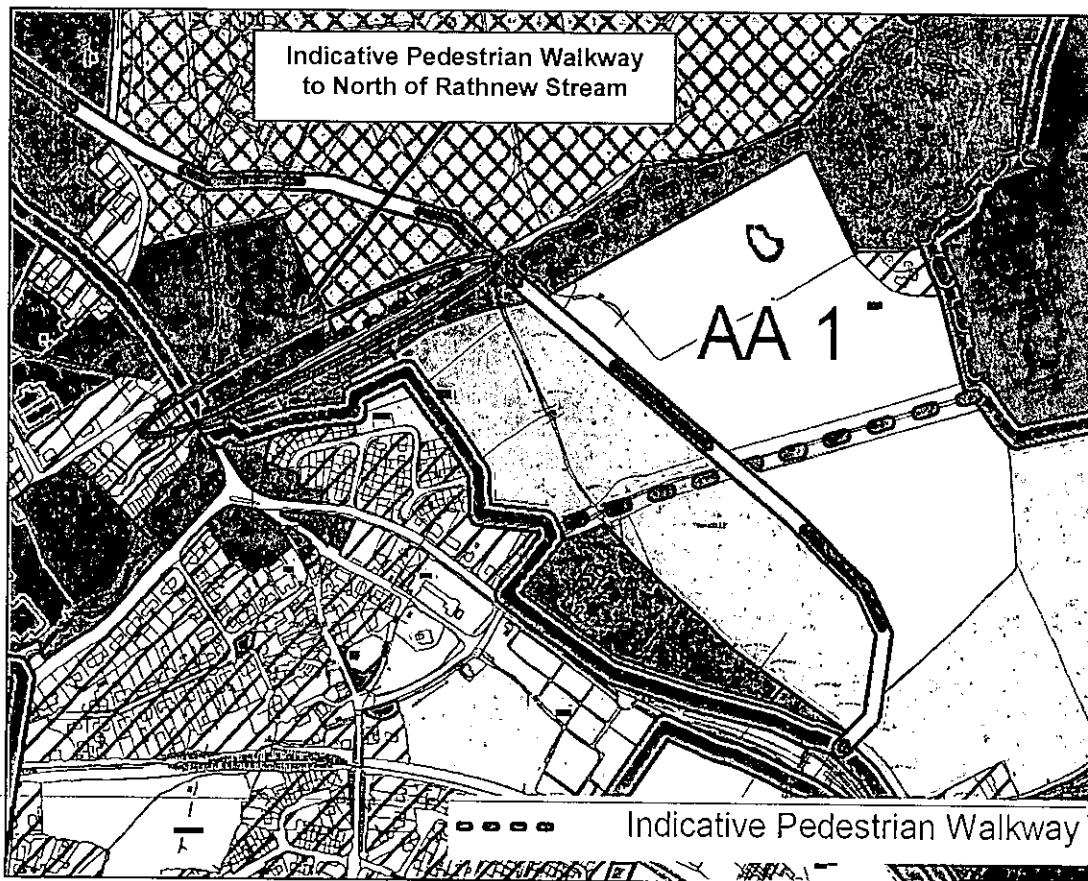 Indicative Pedestrian Walkway
to North of Rathnew Stream
AA 1
Indicative Pedestrian Walkway